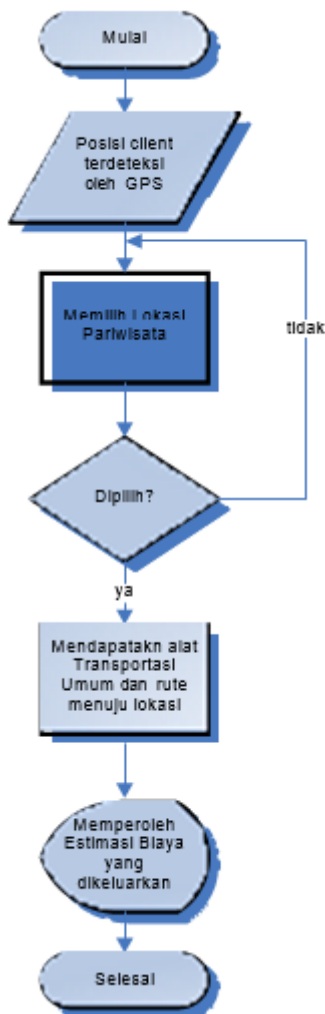 Mulai
Posisi client
terdeteksi
oleh GPS
Memilih Lokasi
Pariwisata
tidak
Dipilih?
ya
Mendapatakn alat
Transportasi
Umum dan rute
menuju lokasi
Memperoleh
Estimasi Biaya
yang
dikeluarkan
Selesai